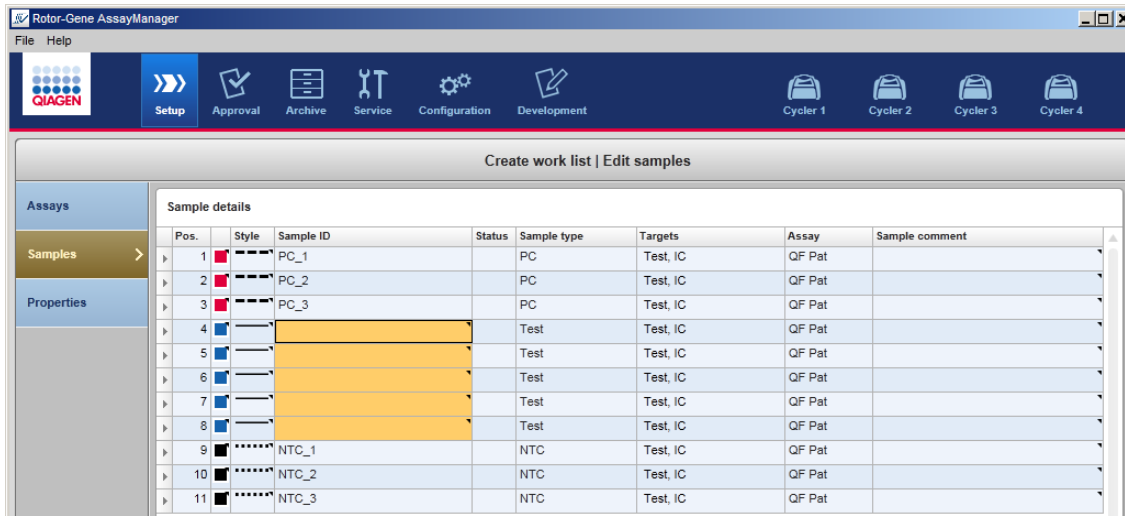 Rotor-Gene AssayManager
File Help
QIAGEN
Setup Approval Archive Service Configuration Development Cycler 1 Cycler 2 Cycler 3 Cycler 4
Create work list | Edit samples
Assays
Samples
Properties
Sample details
Pos. Style Sample ID Status Sample type Targets Assay Sample comment
1 PC_1 PC Test, IC QF Pat
2 PC_2 PC Test, IC QF Pat
3 PC_3 PC Test, IC QF Pat
4 Test Test, IC QF Pat
5 Test Test, IC QF Pat
6 Test Test, IC QF Pat
7 Test Test, IC QF Pat
8 Test Test, IC QF Pat
9 NTC_1 NTC Test, IC QF Pat
10 NTC_2 NTC Test, IC QF Pat
11 NTC_3 NTC Test, IC QF Pat